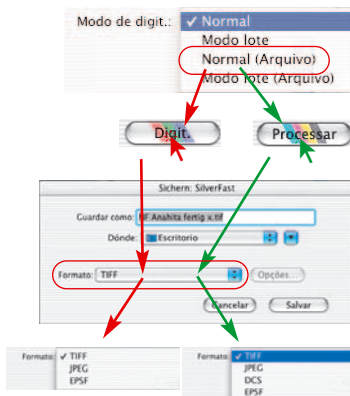 Modo de digit.: ✓ Normal
Modo lote
Normal (Arquivo)
Modo lote (Arquivo)
Digit. Processar
Sichern: SilverFast
Guardar como: NF.Anahita fertig x.tif
Dónde: Escritorio
Formato: TIFF Opções...
Cancelar Salvar
Formato: ✓ TIFF
JPEG
EPSF
Formato: ✓ TIFF
JPEG
DCS
EPSF